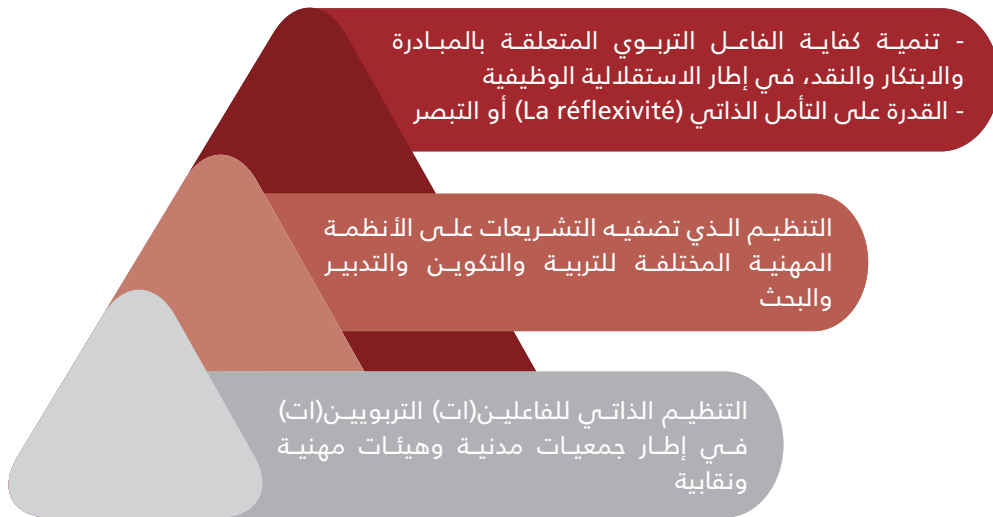 - تنمية كفاية الفاعل التربوي المتعلقة بالمبادرة
والابتكار والنقد، في إطار الاستقلالية الوظيفية
- القدرة على التأمل الذاتي (La réflexivité) أو التبصر
التنظيم الذي تضفيه التشريعات على الأنظمة
المهنية المختلفة للتربية والتكوين والتدبير
والبحث
التنظيم الذاتي للفاعلين(ات) التربويين(ات)
في إطار جمعيات مدنية وهيئات مهنية
ونقابية